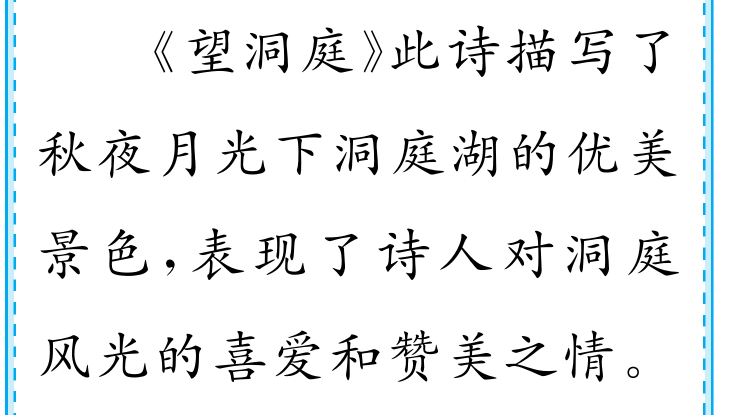 《望洞庭》此诗描写了
秋夜月光下洞庭湖的优美
景色，表现了诗人对洞庭
风光的喜爱和赞美之情。